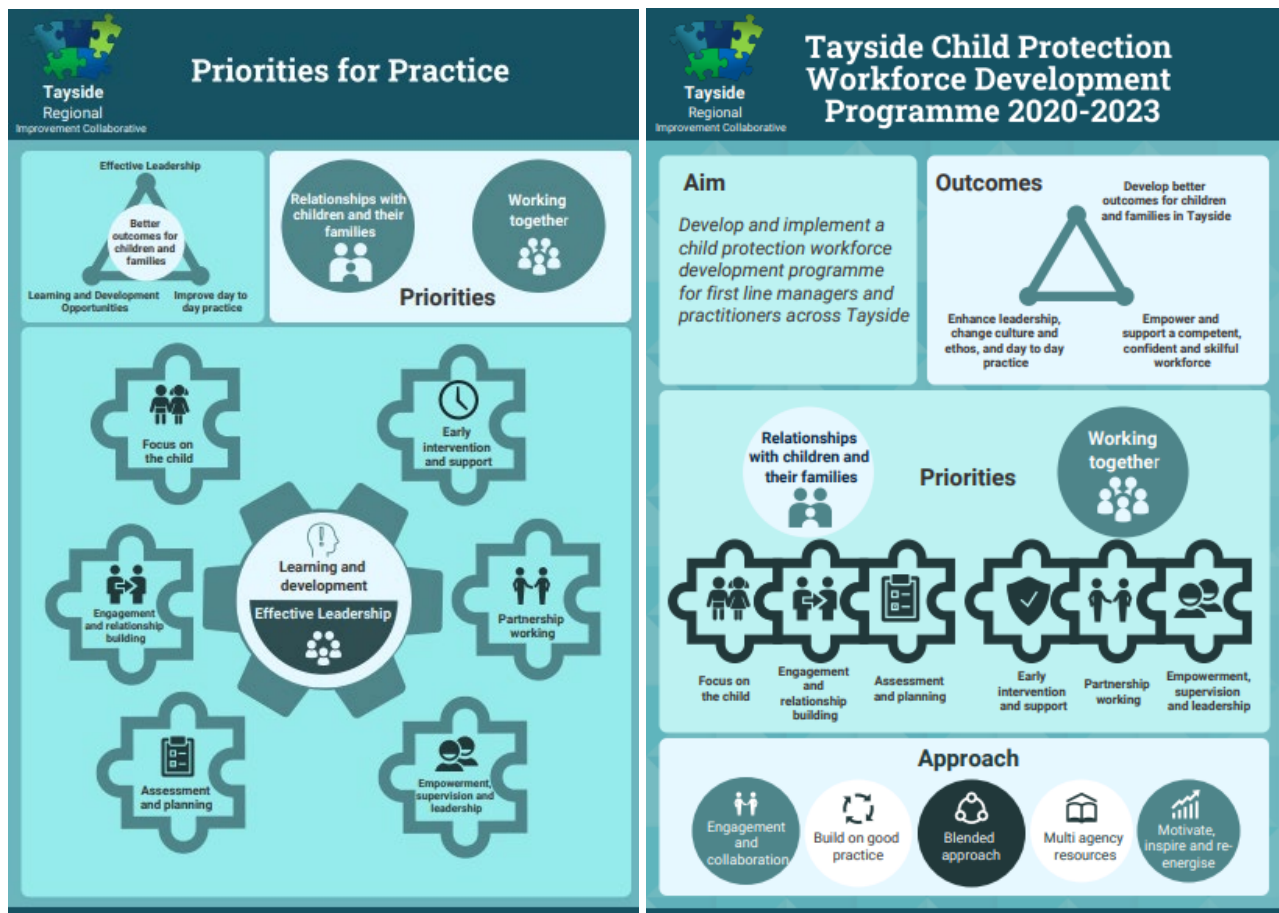 Tayside
Regional
Improvement Collaborative
Priorities for Practice
Effective Leadership
Better
outcomes for
children and
families
Learning and Development
Opportunities
Improve day to
day practice
Relationships with
children and their
families
Working
together
Priorities
Focus on
the child
Early
intervention
and support
Engagement
and relationship
building
Learning and
development
Effective Leadership
Partnership
working
Assessment
and planning
Empowerment,
supervision and
leadership
Tayside
Regional
Improvement Collaborative
Tayside Child Protection
Workforce Development
Programme 2020-2023
Aim
Develop and implement a
child protection workforce
development programme
for first line managers and
practitioners across Tayside
Outcomes
Develop better
outcomes for children
and families in Tayside
Enhance leadership,
change culture and
ethos, and day to day
practice
Empower and
support a competent,
confident and skilful
workforce
Relationships
with children and
their families
Priorities
Working
together
Focus on
the child
Engagement
and
relationship
building
Assessment
and planning
Early
intervention
and support
Partnership
working
Empowerment,
supervision
and leadership
Approach
Engagement
and
collaboration
Build on good
practice
Blended
approach
Multi agency
resources
Motivate,
inspire and re-
energise